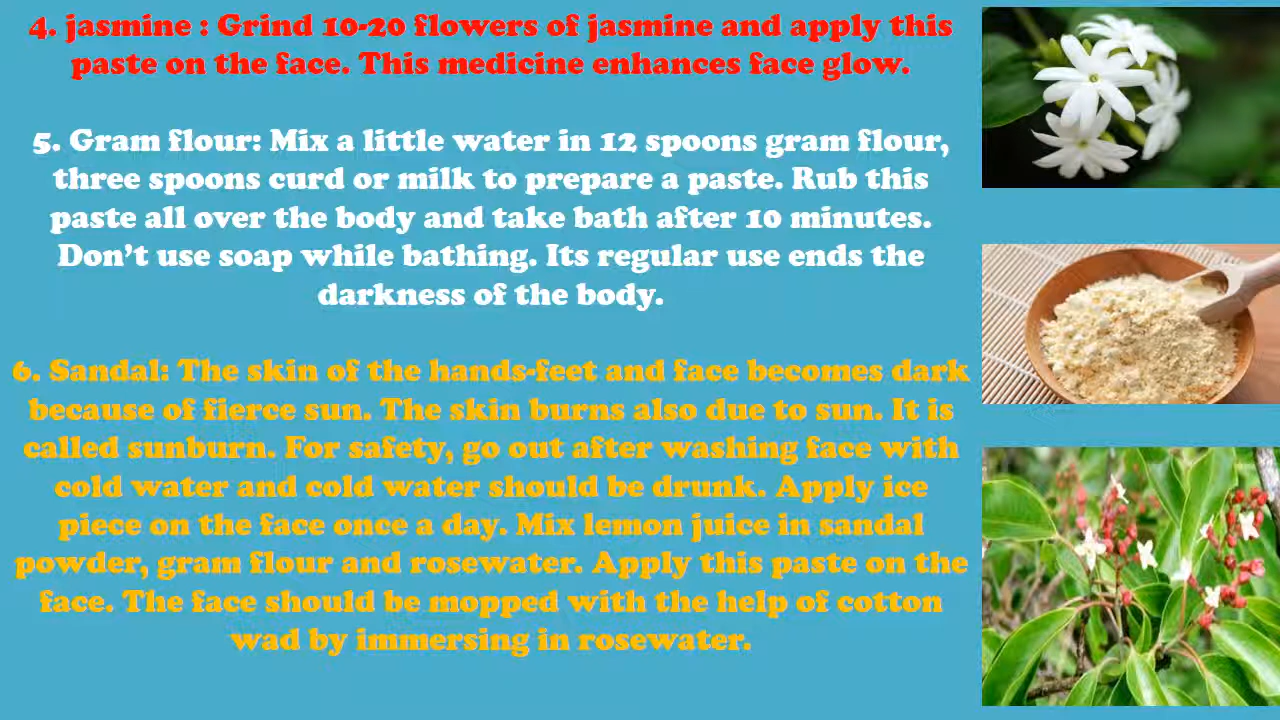 4. jasmine : Grind 10-20 flowers of jasmine and apply this
paste on the face. This medicine enhances face glow.
5. Gram flour: Mix a little water in 12 spoons gram flour,
three spoons curd or milk to prepare a paste. Rub this
paste all over the body and take bath after 10 minutes.
Don't use soap while bathing. Its regular use ends the
darkness of the body.
6. Sandal: The skin of the hands-feet and face becomes dark
because of fierce sun. The skin burns also due to sun. It is
called sunburn. For safety, go out after washing face with
cold water and cold water should be drunk. Apply ice
piece on the face once a day. Mix lemon juice in sandal
powder, gram flour and rosewater. Apply this paste on the
face. The face should be mopped with the help of cotton
wad by immersing in rosewater.